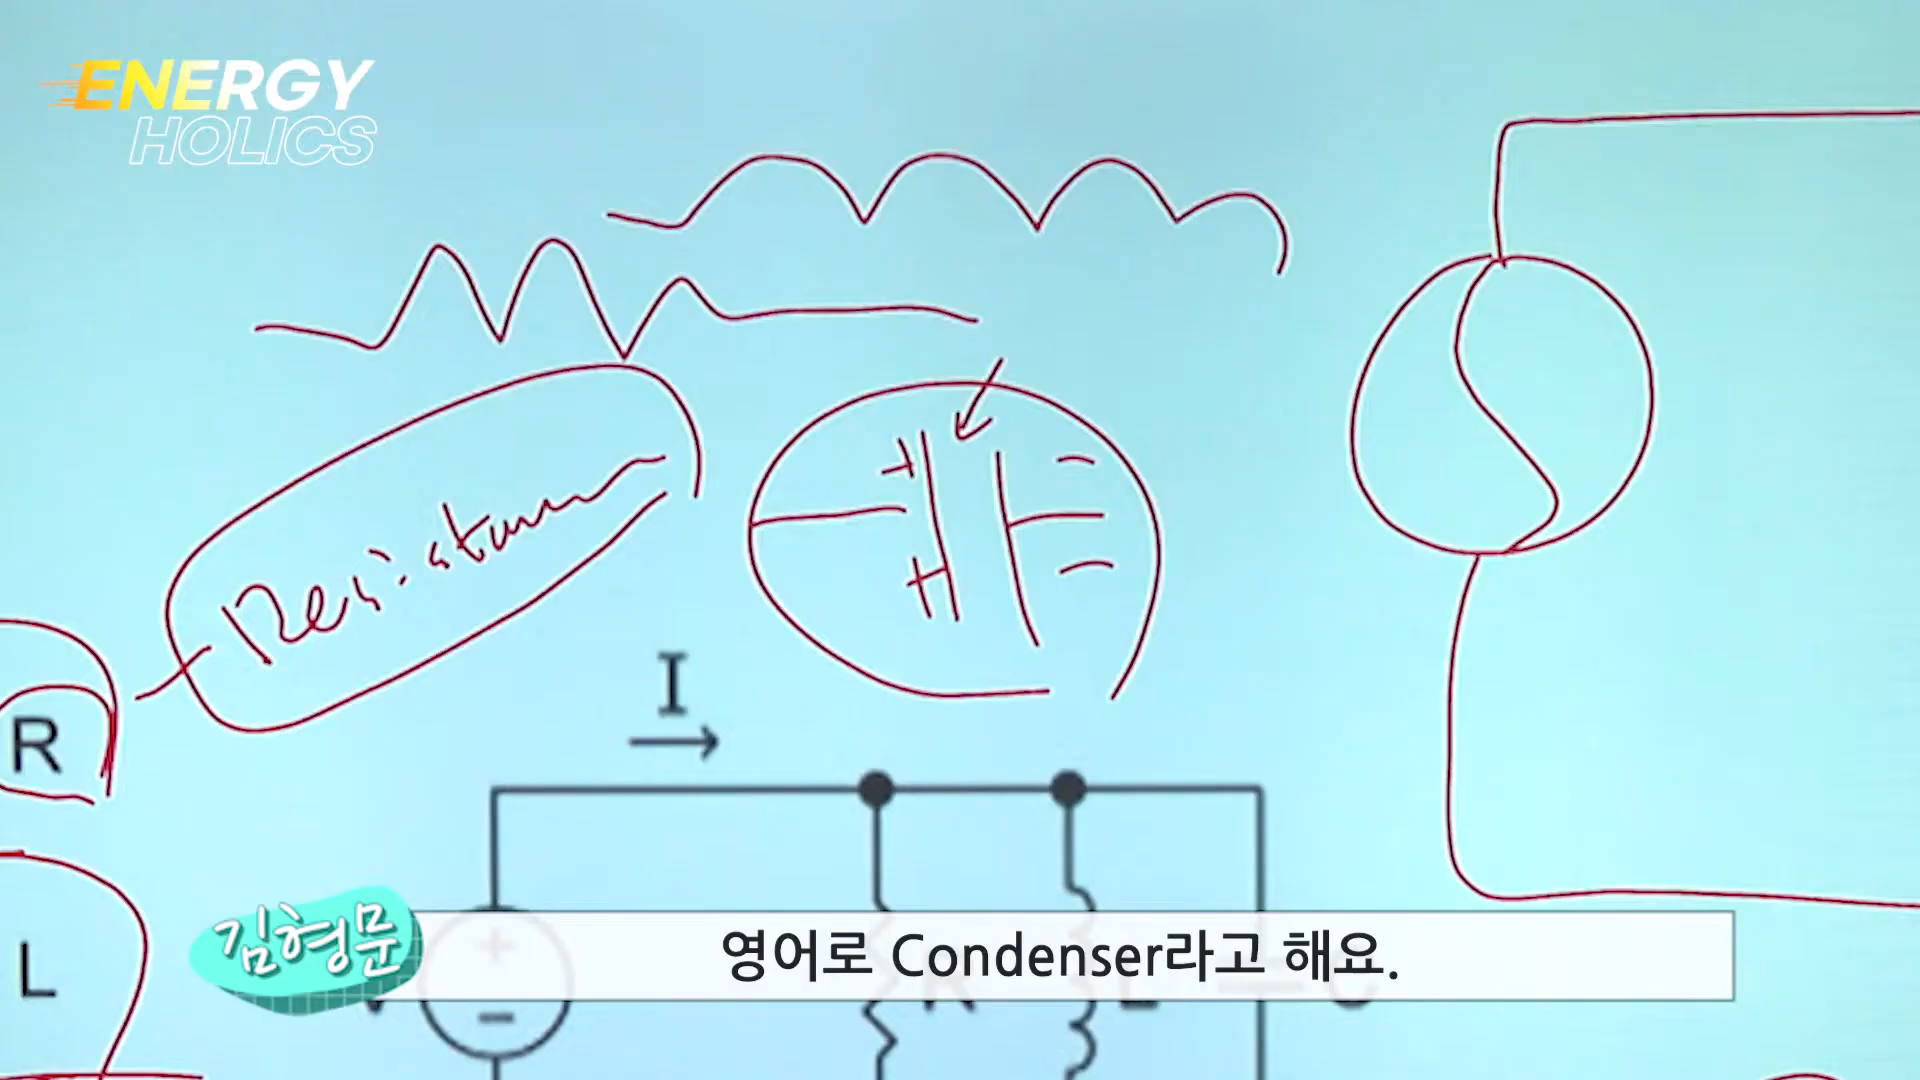 ENERGY
HOLICS
+
-
Resistance
+
-
I
R
L
김형문
영어로 Condenser라고 해요.
+
-